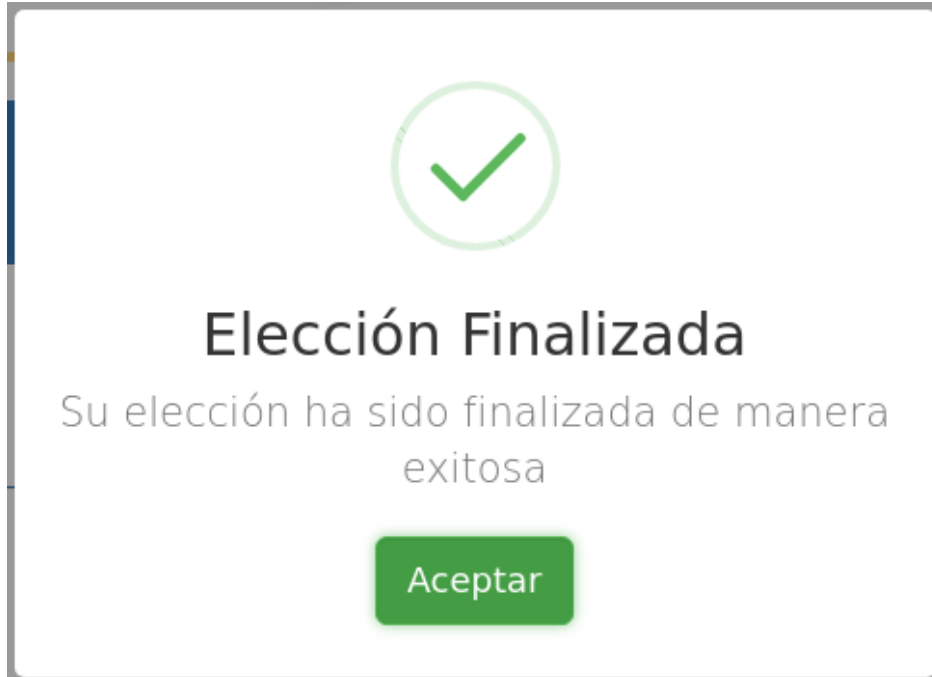 Elección Finalizada
Su elección ha sido finalizada de manera
exitosa
Aceptar